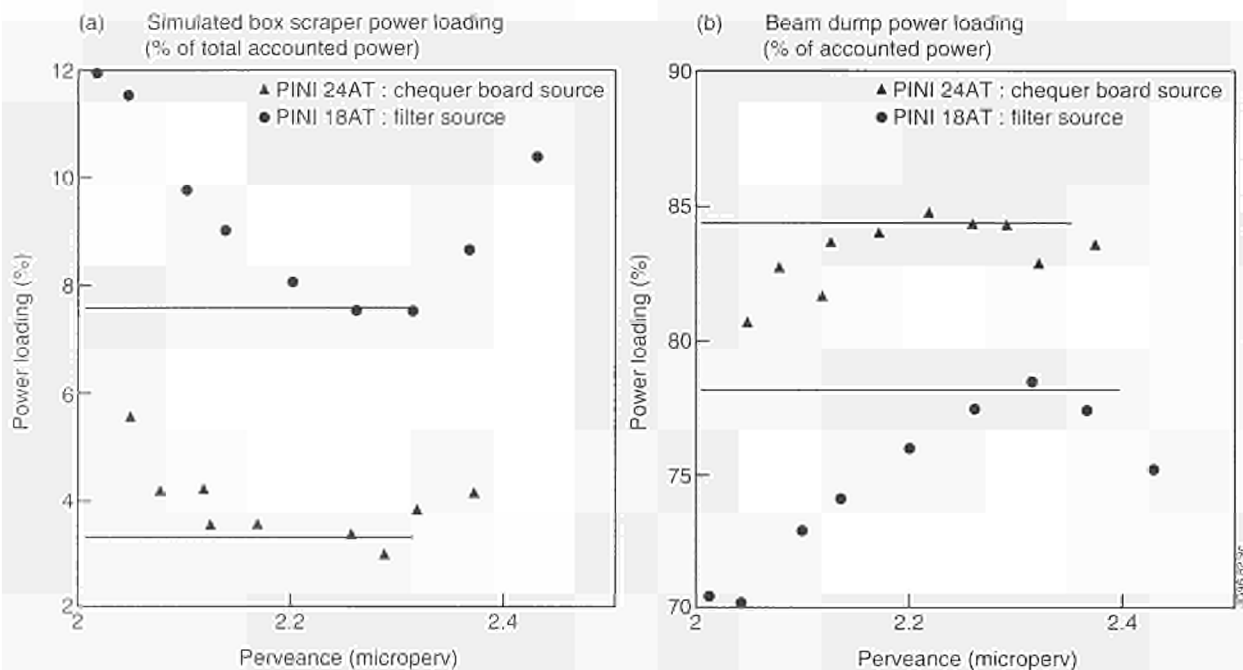 (a) Simulated box scraper power loading
(% of total accounted power)
12
10
8
6
4
2
Power loading (%)
▲ PINI 24AT : chequer board source
● PINI 18AT : filter source
2 2.2 2.4
Perveance (microperv)
(b) Beam dump power loading
(% of accounted power)
90
85
80
75
70
Power loading (%)
▲ PINI 24AT : chequer board source
● PINI 18AT : filter source
2 2.2 2.4
Perveance (microperv)